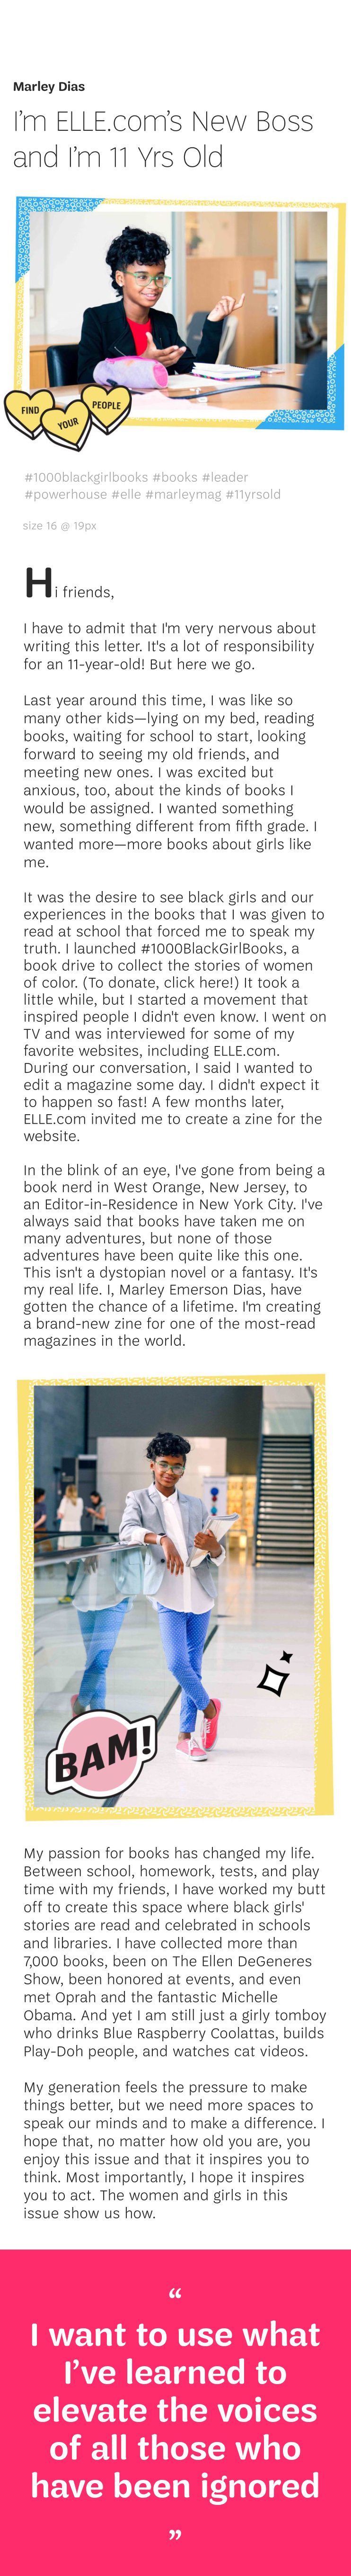 Marley Dias
I'm ELLE.com's New Boss
and I'm 11 Yrs Old
FIND
YOUR
PEOPLE
#1000blackgirlbooks #books #leader
#powerhouse #elle #marleymag #11yrsold
size 16 @ 19px
Hi friends,
I have to admit that I'm very nervous about
writing this letter. It's a lot of responsibility
for an 11-year-old! But here we go.
Last year around this time, I was like so
many other kids—lying on my bed, reading
books, waiting for school to start, looking
forward to seeing my old friends, and
meeting new ones. I was excited but
anxious, too, about the kinds of books I
would be assigned. I wanted something
new, something different from fifth grade. I
wanted more—more books about girls like
me.
It was the desire to see black girls and our
experiences in the books that I was given to
read at school that forced me to speak my
truth. I launched #1000BlackGirlBooks, a
book drive to collect the stories of women
of color. (To donate, click here!) It took a
little while, but I started a movement that
inspired people I didn't even know. I went on
TV and was interviewed for some of my
favorite websites, including ELLE.com.
During our conversation, I said I wanted to
edit a magazine some day. I didn't expect it
to happen so fast! A few months later,
ELLE.com invited me to create a zine for the
website.
In the blink of an eye, I've gone from being a
book nerd in West Orange, New Jersey, to
an Editor-in-Residence in New York City. I've
always said that books have taken me on
many adventures, but none of those
adventures have been quite like this one.
This isn't a dystopian novel or a fantasy. It's
my real life. I, Marley Emerson Dias, have
gotten the chance of a lifetime. I'm creating
a brand-new zine for one of the most-read
magazines in the world.
BAM!
My passion for books has changed my life.
Between school, homework, tests, and play
time with my friends, I have worked my butt
off to create this space where black girls'
stories are read and celebrated in schools
and libraries. I have collected more than
7,000 books, been on The Ellen DeGeneres
Show, been honored at events, and even
met Oprah and the fantastic Michelle
Obama. And yet I am still just a girly tomboy
who drinks Blue Raspberry Coolattas, builds
Play-Doh people, and watches cat videos.
My generation feels the pressure to make
things better, but we need more spaces to
speak our minds and to make a difference. I
hope that, no matter how old you are, you
enjoy this issue and that it inspires you to
think. Most importantly, I hope it inspires
you to act. The women and girls in this
issue show us how.
“
I want to use what
I've learned to
elevate the voices
of all those who
have been ignored
”